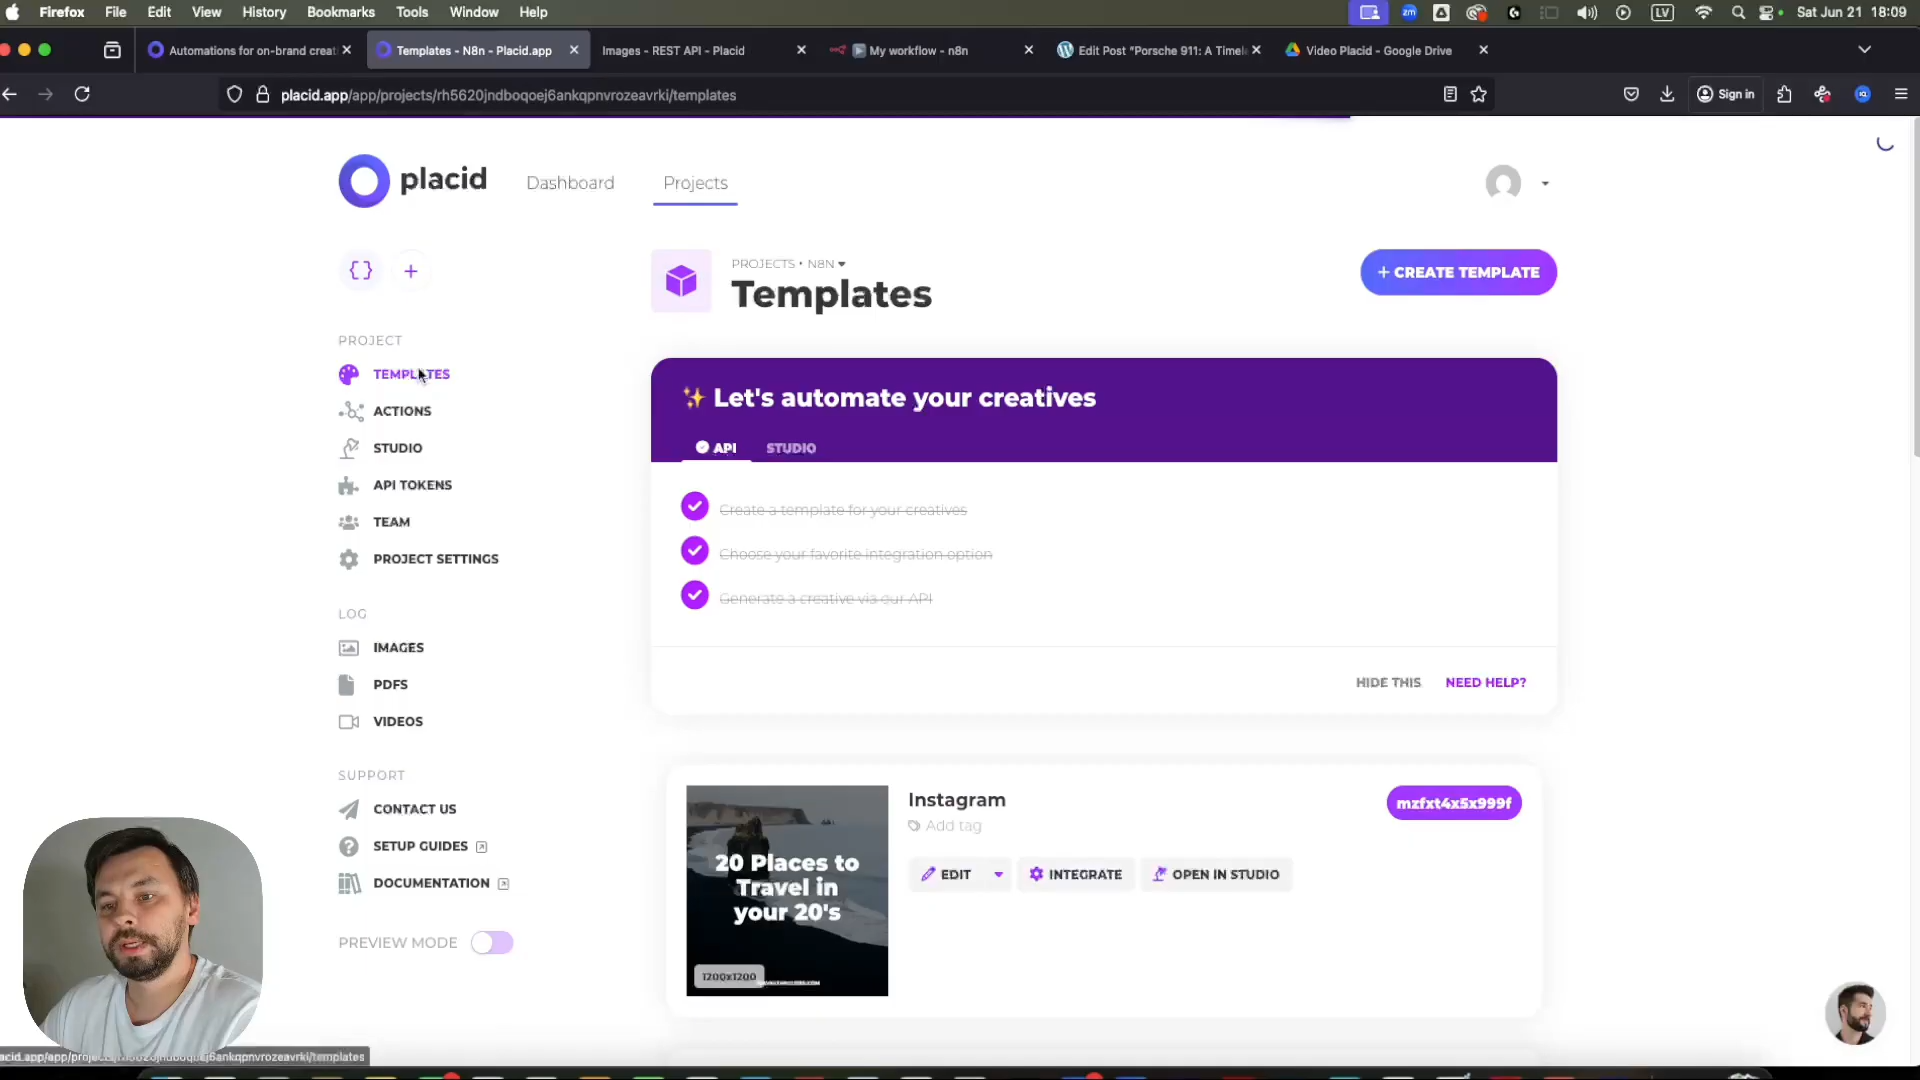 Firefox File Edit View History Bookmarks Tools Window Help
zm LV Sat Jun 21 18:09
Automations for on-brand creat
Templates - N8n - Placid.app
Images - REST API - Placid
My workflow - n8n
Edit Post "Porsche 911: A Timel
Video Placid - Google Drive
placid.app/app/projects/rh5620jndboqoej6ankqpnvrozeavrki/templates
Sign in
placid
Dashboard
Projects
{ } +
PROJECTS • N8N
Templates
+ CREATE TEMPLATE
PROJECT
TEMPLATES
ACTIONS
STUDIO
API TOKENS
TEAM
PROJECT SETTINGS
LOG
IMAGES
PDFS
VIDEOS
SUPPORT
CONTACT US
SETUP GUIDES
DOCUMENTATION
PREVIEW MODE
✨ Let's automate your creatives
API
STUDIO
Create a template for your creatives
Choose your favorite integration option
Generate a creative via our API
HIDE THIS
NEED HELP?
20 Places to
Travel in
your 20's
1200x1200
Instagram
Add tag
mzfxt4x5x999f
EDIT
INTEGRATE
OPEN IN STUDIO